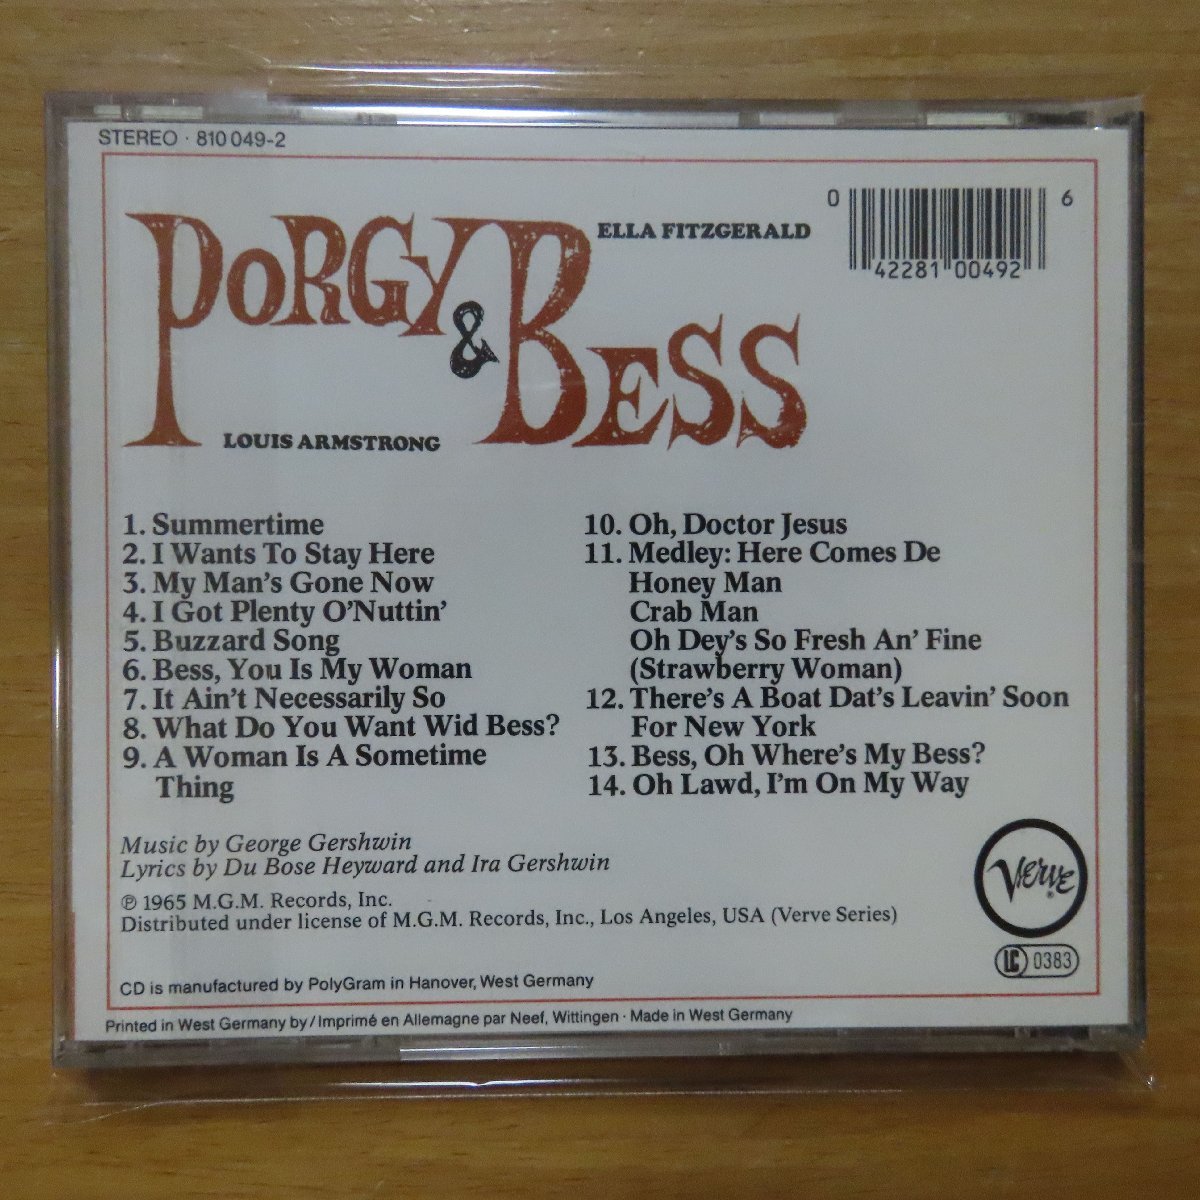 STEREO · 810 049-2
PORGY & BESS
ELLA FITZGERALD
LOUIS ARMSTRONG
0 42281 00492 6
1. Summertime
2. I Wants To Stay Here
3. My Man's Gone Now
4. I Got Plenty O'Nuttin'
5. Buzzard Song
6. Bess, You Is My Woman
7. It Ain't Necessarily So
8. What Do You Want Wid Bess?
9. A Woman Is A Sometime
Thing
10. Oh, Doctor Jesus
11. Medley: Here Comes De
Honey Man
Crab Man
Oh Dey's So Fresh An' Fine
(Strawberry Woman)
12. There's A Boat Dat's Leavin' Soon
For New York
13. Bess, Oh Where's My Bess?
14. Oh Lawd, I'm On My Way
Music by George Gershwin
Lyrics by Du Bose Heyward and Ira Gershwin
℗ 1965 M.G.M. Records, Inc.
Distributed under license of M.G.M. Records, Inc., Los Angeles, USA (Verve Series)
VERVE ®
LC 0383
CD is manufactured by PolyGram in Hanover, West Germany
Printed in West Germany by/Imprimé en Allemagne par Neef, Wittingen · Made in West Germany